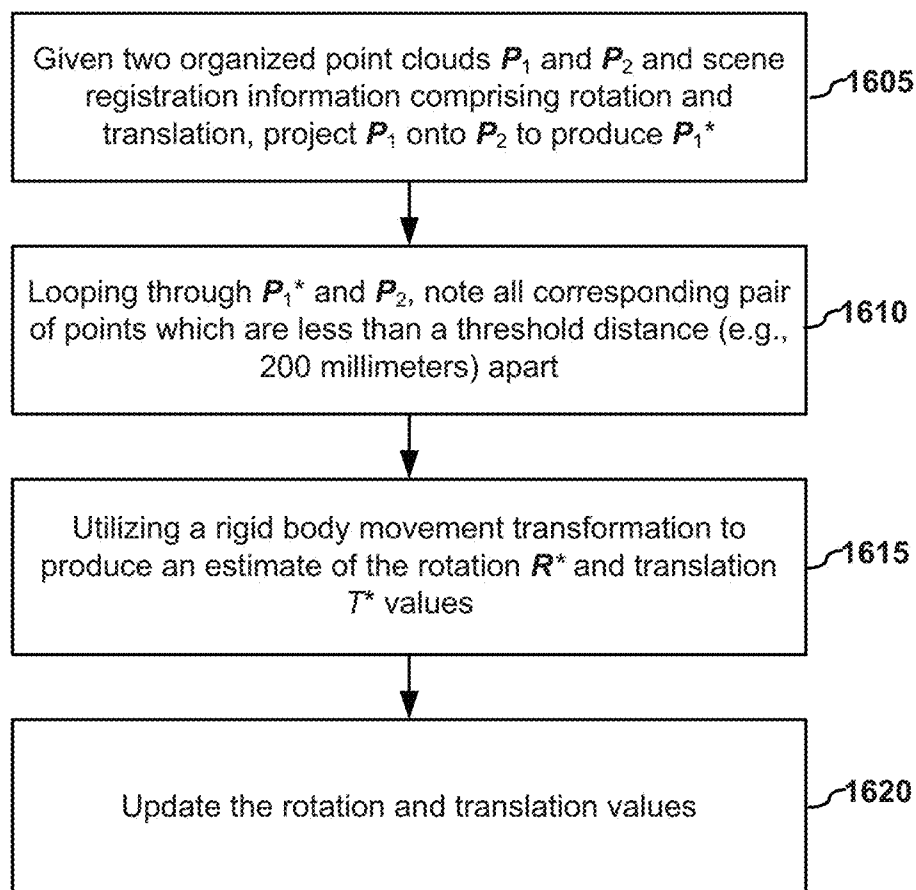 Given two organized point clouds P₁ and P₂ and scene
registration information comprising rotation and
translation, project P₁ onto P₂ to produce P₁*
1605
Looping through P₁* and P₂, note all corresponding pair
of points which are less than a threshold distance (e.g.,
200 millimeters) apart
1610
Utilizing a rigid body movement transformation to
produce an estimate of the rotation R* and translation
T* values
1615
Update the rotation and translation values
1620